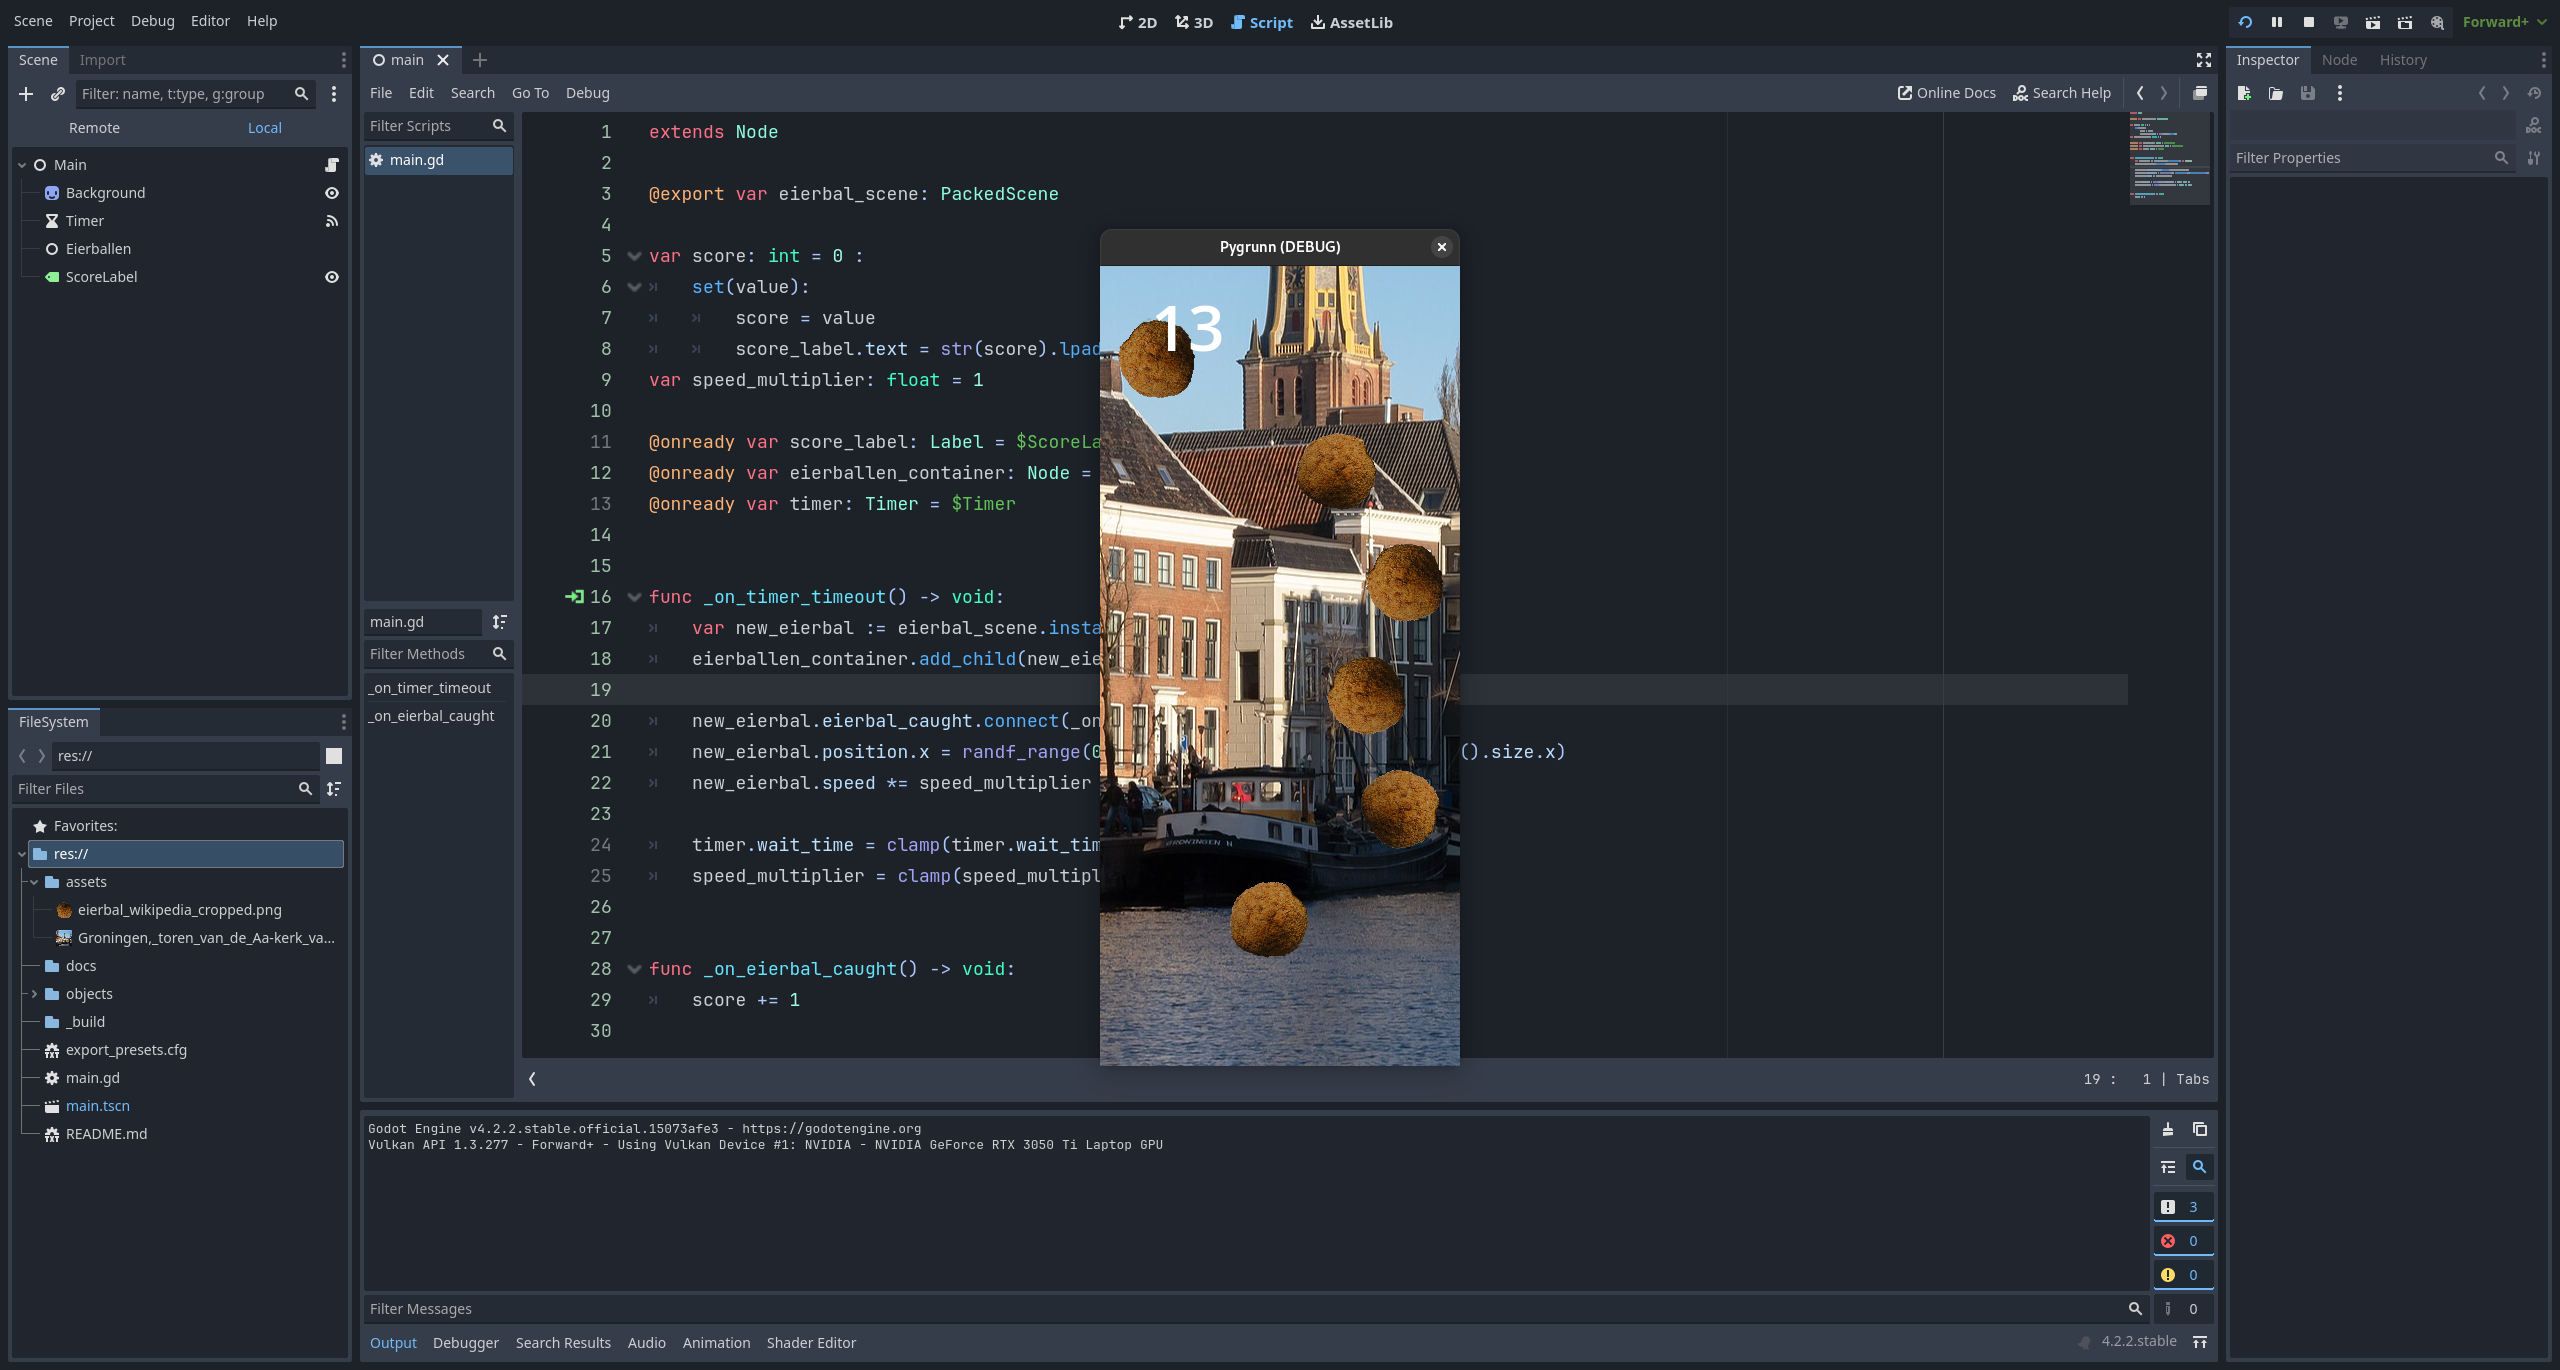 Scene Project Debug Editor Help
2D 3D Script AssetLib
Forward+
Scene Import
Filter: name, t:type, g:group
Remote Local
Main
Background
Timer
Eierballen
ScoreLabel
FileSystem
res://
Filter Files
Favorites:
res://
assets
eierbal_wikipedia_cropped.png
Groningen,_toren_van_de_Aa-kerk_va...
docs
objects
_build
export_presets.cfg
main.gd
main.tscn
README.md
main
File Edit Search Go To Debug
Online Docs Search Help
Filter Scripts
main.gd
main.gd
Filter Methods
_on_timer_timeout
_on_eierbal_caught
1 extends Node
2
3 @export var eierbal_scene: PackedScene
4
5 var score: int = 0 :
6 set(value):
7 score = value
8 score_label.text = str(score).lpad
9 var speed_multiplier: float = 1
10
11 @onready var score_label: Label = $ScoreLa
12 @onready var eierballen_container: Node =
13 @onready var timer: Timer = $Timer
14
15
16 func _on_timer_timeout() -> void:
17 var new_eierbal := eierbal_scene.insta
18 eierballen_container.add_child(new_eie
19
20 new_eierbal.eierbal_caught.connect(_on
21 new_eierbal.position.x = randf_range(0 ().size.x)
22 new_eierbal.speed *= speed_multiplier
23
24 timer.wait_time = clamp(timer.wait_tim
25 speed_multiplier = clamp(speed_multipl
26
27
28 func _on_eierbal_caught() -> void:
29 score += 1
30
19 : 1 | Tabs
Pygrunn (DEBUG)
13
GRONINGEN N
Godot Engine v4.2.2.stable.official.15073afe3 - https://godotengine.org
Vulkan API 1.3.277 - Forward+ - Using Vulkan Device #1: NVIDIA - NVIDIA GeForce RTX 3050 Ti Laptop GPU
3
0
0
0
Filter Messages
Output Debugger Search Results Audio Animation Shader Editor
4.2.2.stable
Inspector Node History
Filter Properties